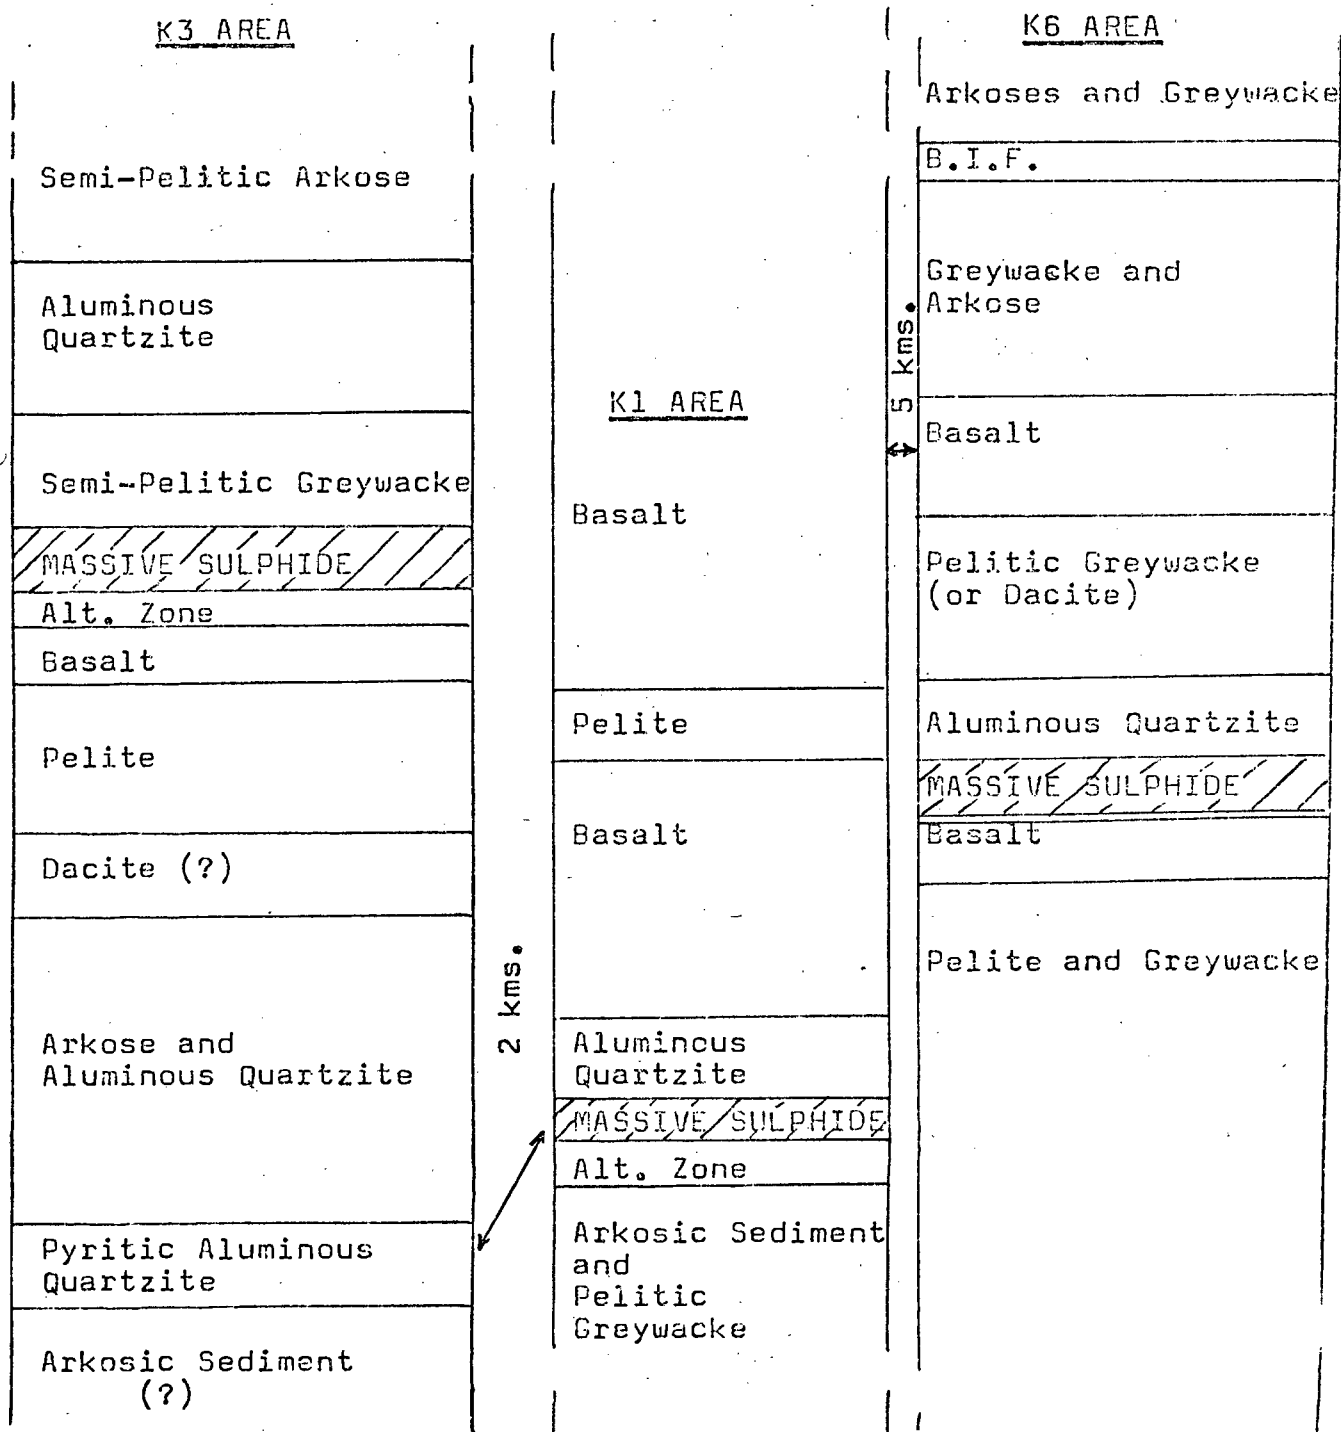 K3 AREA
Semi-Pelitic Arkose
Aluminous
Quartzite
Semi-Pelitic Greywacke
MASSIVE SULPHIDE
Alt. Zone
Basalt
Pelite
Dacite (?)
Arkose and
Aluminous Quartzite
Pyritic Aluminous
Quartzite
Arkosic Sediment
(?)
2 kms.
K1 AREA
Basalt
Pelite
Basalt
Aluminous
Quartzite
MASSIVE SULPHIDE
Alt. Zone
Arkosic Sediment
and
Pelitic
Greywacke
5 kms.
K6 AREA
Arkoses and Greywacke
B.I.F.
Greywacke and
Arkose
Basalt
Pelitic Greywacke
(or Dacite)
Aluminous Quartzite
MASSIVE SULPHIDE
Basalt
Pelite and Greywacke